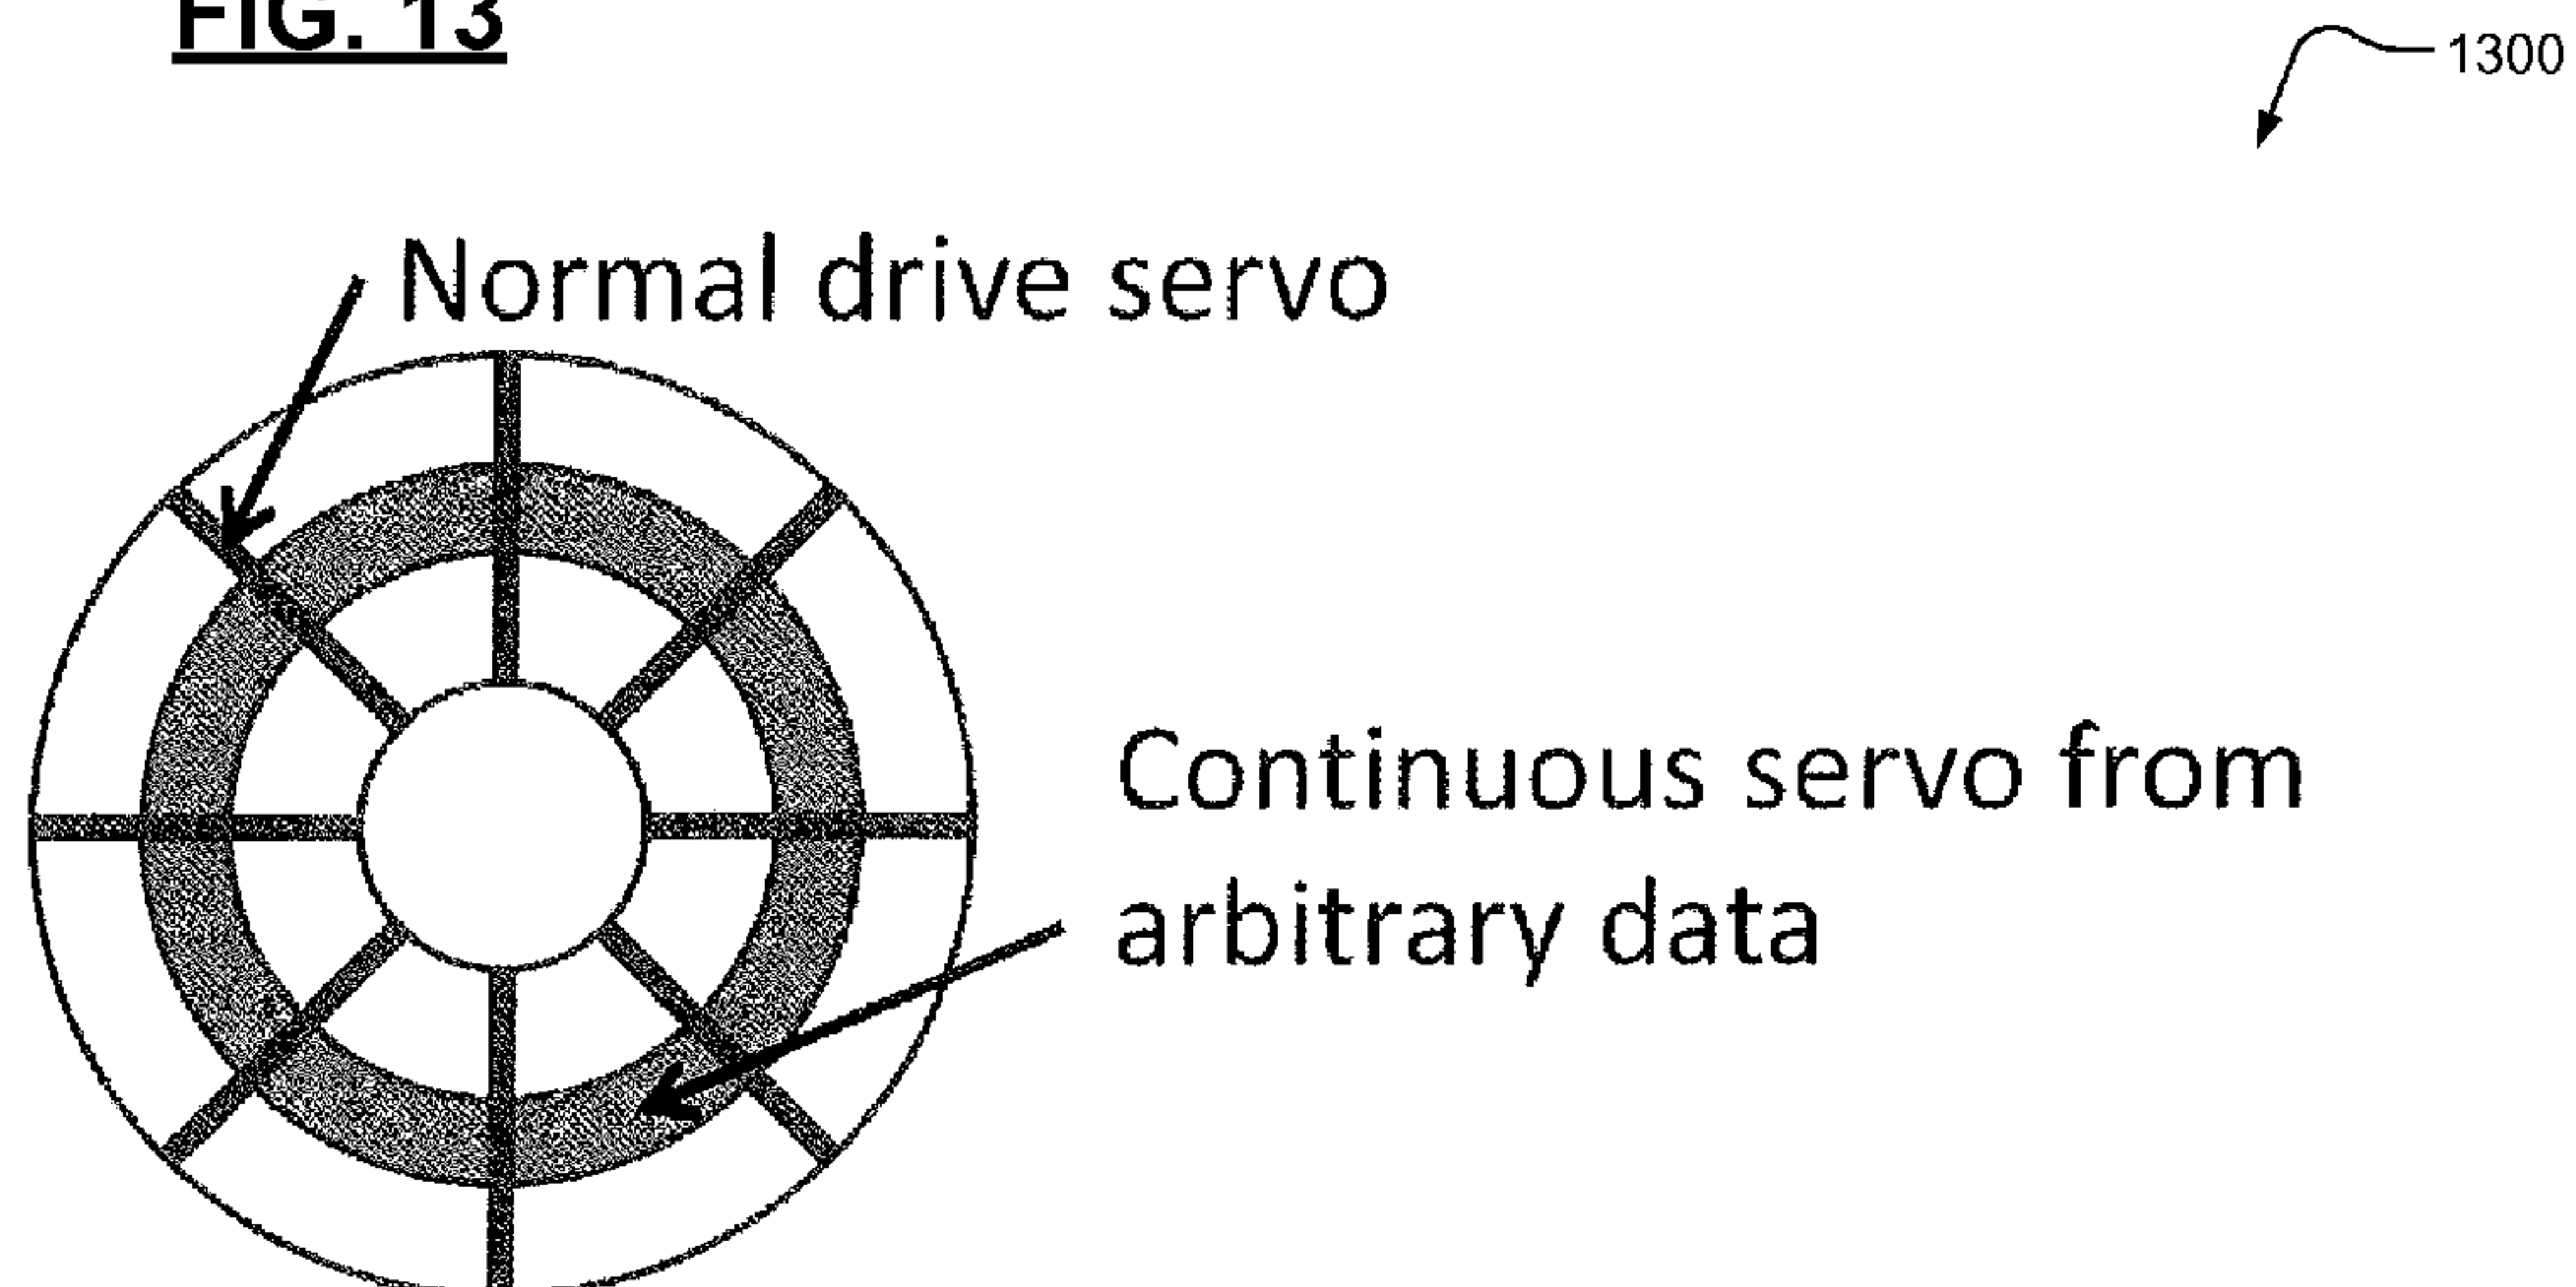 FIG. 13
1300
Normal drive servo
Continuous servo from
arbitrary data